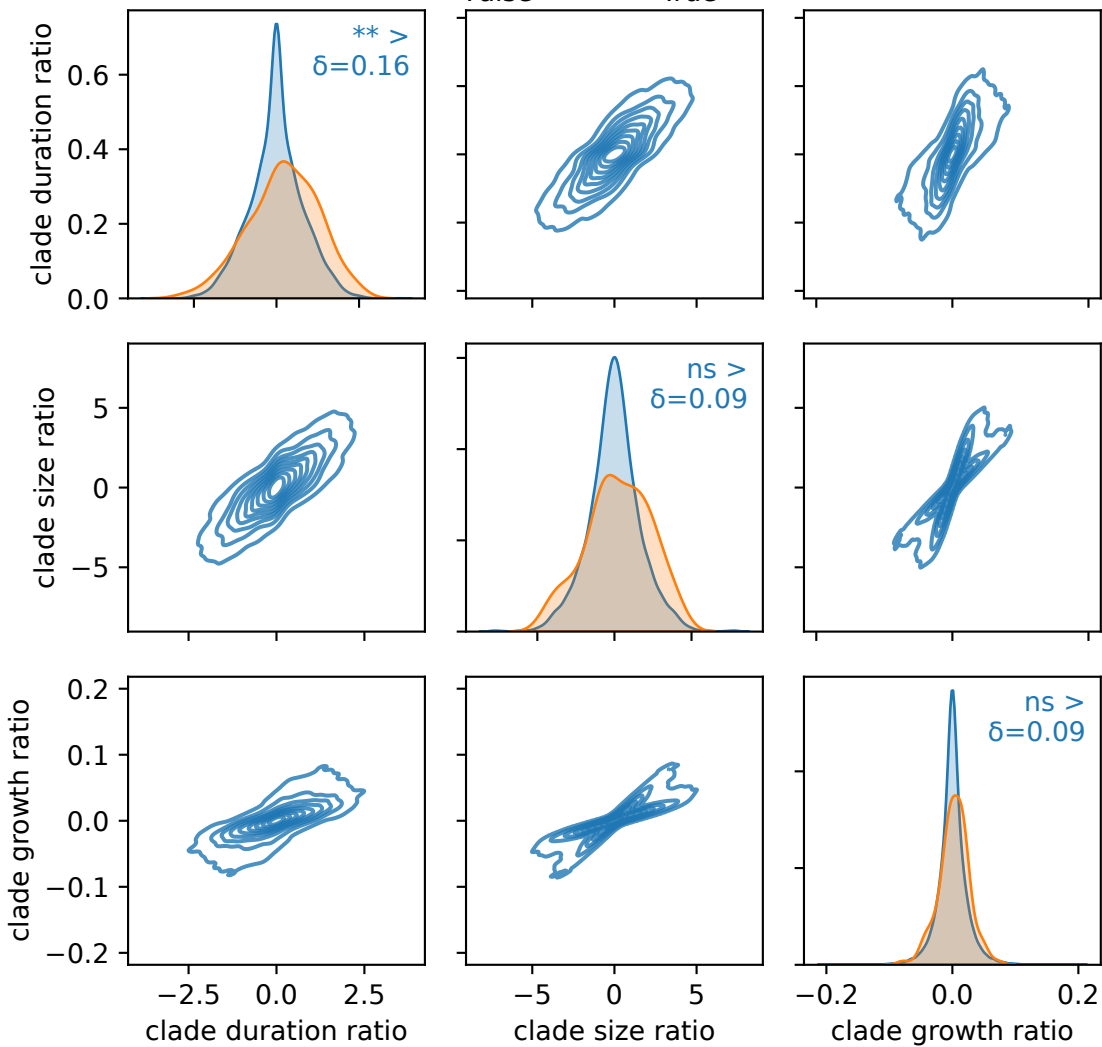 clade duration ratio
0.6
0.4
0.2
0.0
** >
δ=0.16
clade size ratio
5
0
−5
ns >
δ=0.09
clade growth ratio
0.2
0.1
0.0
−0.1
−0.2
ns >
δ=0.09
−2.5 0.0 2.5
clade duration ratio
−5 0 5
clade size ratio
−0.2 0.0 0.2
clade growth ratio